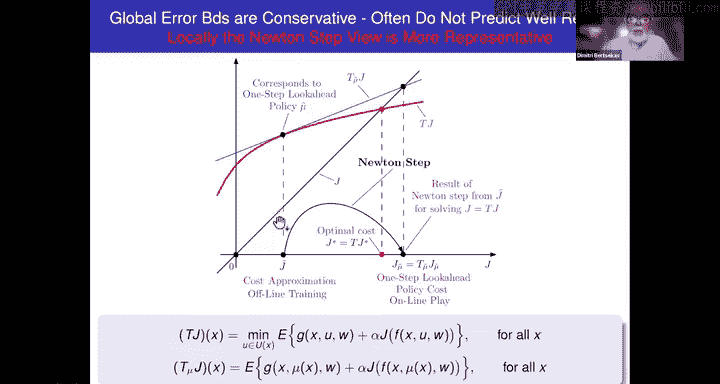 Global Error Bds are Conservative - Often Do Not Predict Well Re
Locally the Newton Step View is More Representative
Dimitri Bertsekas
Corresponds to
One-Step Lookahead
Policy μ̃
T_μ̃ J
TJ
Newton Step
J
Result of
Newton step from J̃
for solving J = TJ
Optimal cost
J* = TJ*
0
J̃
J_μ̃ = T_μ̃ J_μ̃
J
Cost Approximation
Off-Line Training
One-Step Lookahead
Policy Cost
On-Line Play
(TJ)(x) = min_{u∈U(x)} E{g(x, u, w) + αJ(f(x, u, w))}, for all x
(T_μ J)(x) = E{g(x, μ(x), w) + αJ(f(x, μ(x), w))}, for all x